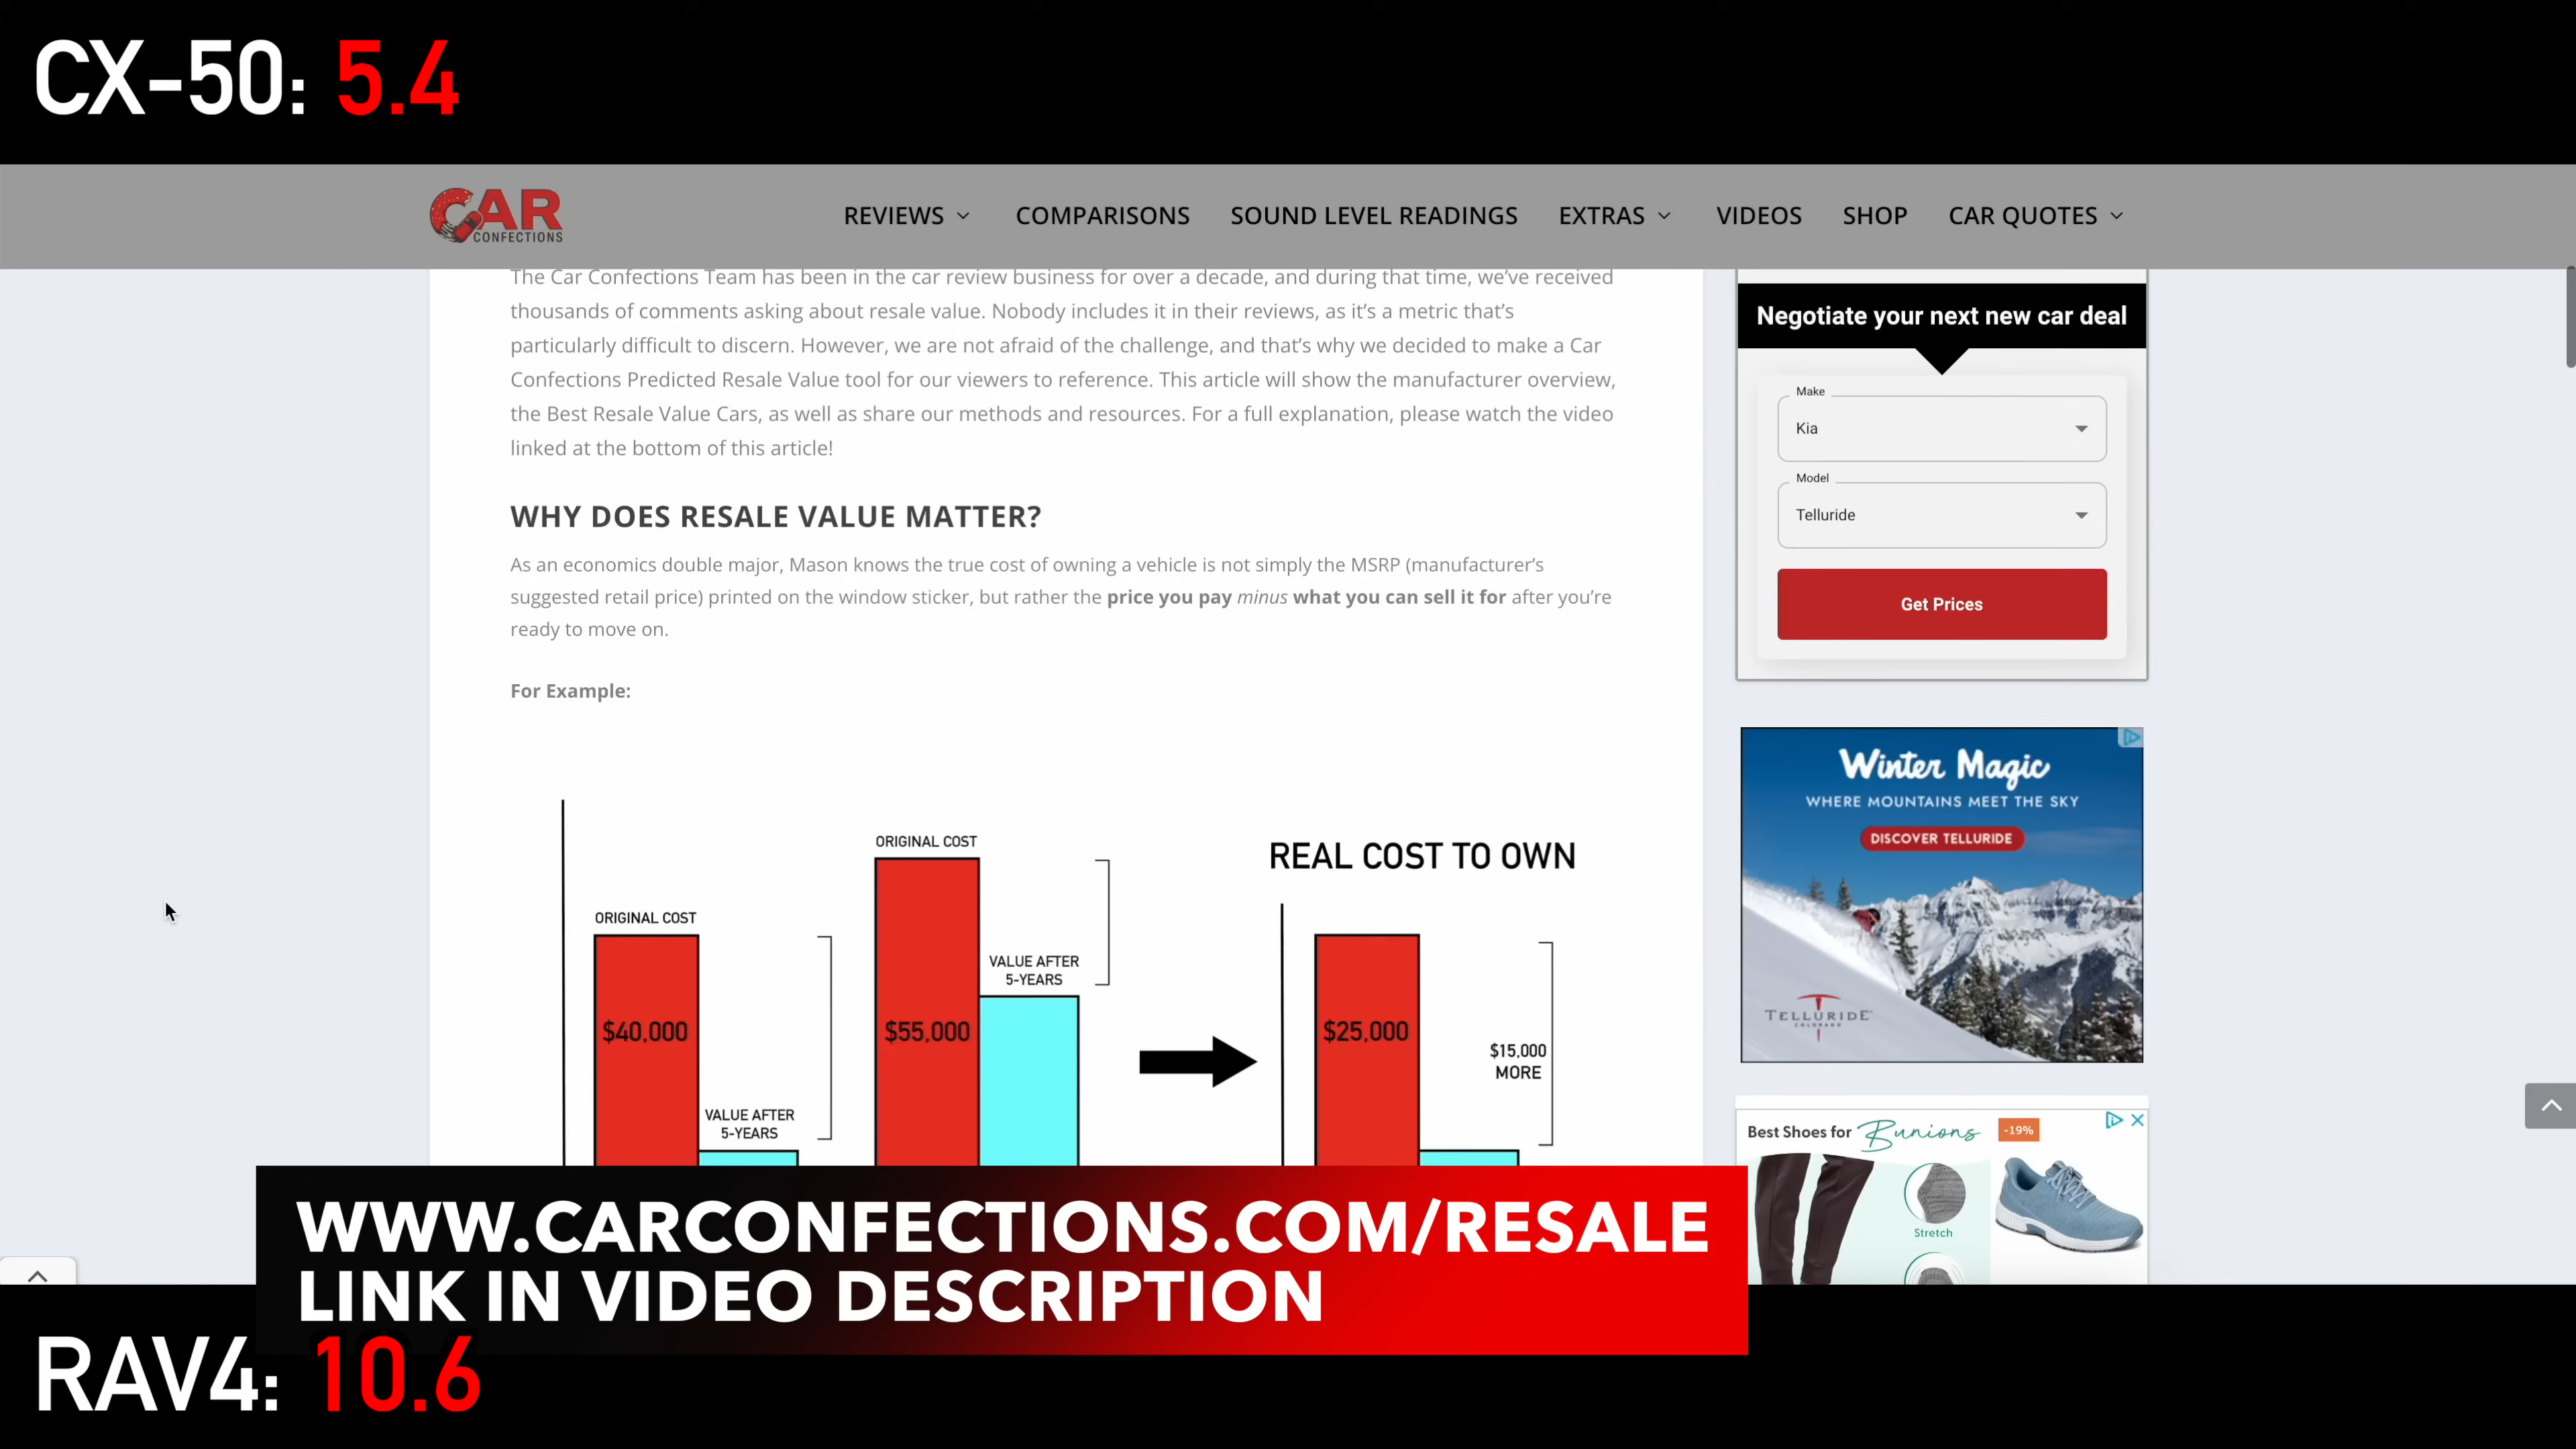 CX-50: 5.4
CAR CONFECTIONS
REVIEWS COMPARISONS SOUND LEVEL READINGS EXTRAS VIDEOS SHOP CAR QUOTES
The Car Confections Team has been in the car review business for over a decade, and during that time, we've received
thousands of comments asking about resale value. Nobody includes it in their reviews, as it's a metric that's
particularly difficult to discern. However, we are not afraid of the challenge, and that's why we decided to make a Car
Confections Predicted Resale Value tool for our viewers to reference. This article will show the manufacturer overview,
the Best Resale Value Cars, as well as share our methods and resources. For a full explanation, please watch the video
linked at the bottom of this article!
WHY DOES RESALE VALUE MATTER?
As an economics double major, Mason knows the true cost of owning a vehicle is not simply the MSRP (manufacturer's
suggested retail price) printed on the window sticker, but rather the price you pay minus what you can sell it for after you're
ready to move on.
For Example:
ORIGINAL COST
$40,000
VALUE AFTER
5-YEARS
ORIGINAL COST
$55,000
VALUE AFTER
5-YEARS
REAL COST TO OWN
$25,000
$15,000
MORE
Negotiate your next new car deal
Make
Kia
Model
Telluride
Get Prices
Winter Magic
WHERE MOUNTAINS MEET THE SKY
DISCOVER TELLURIDE
TELLURIDE
COLORADO
Best Shoes for Bunions
-19%
Stretch
WWW.CARCONFECTIONS.COM/RESALE
LINK IN VIDEO DESCRIPTION
RAV4: 10.6